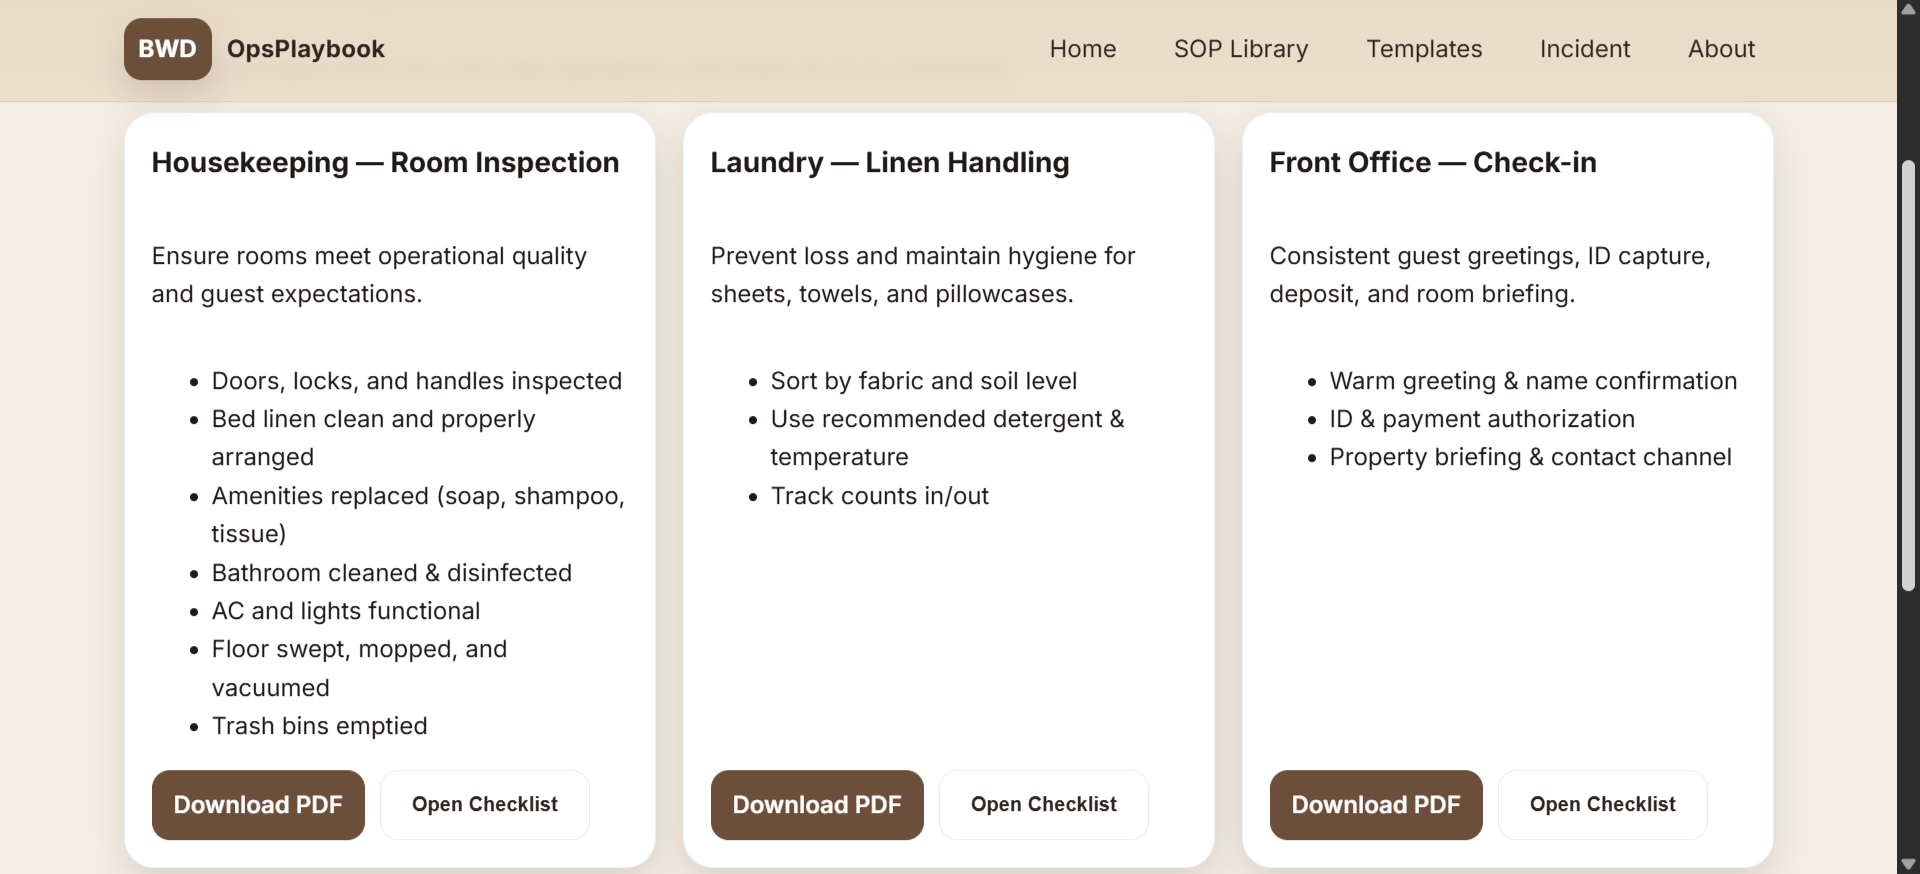 BWD
OpsPlaybook
Home
SOP Library
Templates
Incident
About
Housekeeping — Room Inspection
Ensure rooms meet operational quality
and guest expectations.
• Doors, locks, and handles inspected
• Bed linen clean and properly
arranged
• Amenities replaced (soap, shampoo,
tissue)
• Bathroom cleaned & disinfected
• AC and lights functional
• Floor swept, mopped, and
vacuumed
• Trash bins emptied
Download PDF
Open Checklist
Laundry — Linen Handling
Prevent loss and maintain hygiene for
sheets, towels, and pillowcases.
• Sort by fabric and soil level
• Use recommended detergent &
temperature
• Track counts in/out
Download PDF
Open Checklist
Front Office — Check-in
Consistent guest greetings, ID capture,
deposit, and room briefing.
• Warm greeting & name confirmation
• ID & payment authorization
• Property briefing & contact channel
Download PDF
Open Checklist